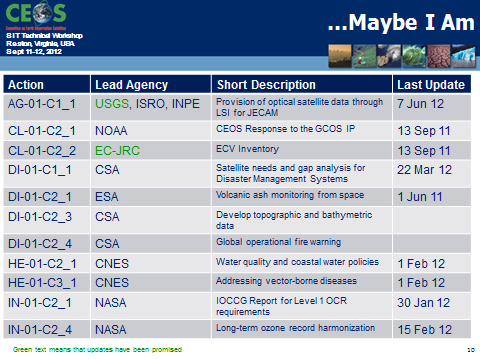 CEOS
Committee on Earth Observation Satellites
SIT Technical Workshop
Reston, Virginia, USA
Sept 11-12, 2012
...Maybe I Am
Action Lead Agency Short Description Last Update
AG-01-C1_1 USGS, ISRO, INPE Provision of optical satellite data through 7 Jun 12
LSI for JECAM
CL-01-C2_1 NOAA CEOS Response to the GCOS IP 13 Sep 11
CL-01-C2_2 EC-JRC ECV Inventory 13 Sep 11
DI-01-C1_1 CSA Satellite needs and gap analysis for 22 Mar 12
Disaster Management Systems
DI-01-C2_1 ESA Volcanic ash monitoring from space 1 Jun 11
DI-01-C2_3 CSA Develop topographic and bathymetric
data
DI-01-C2_4 CSA Global operational fire warning
HE-01-C2_1 CNES Water quality and coastal water policies 1 Feb 12
HE-01-C3_1 CNES Addressing vector-borne diseases 1 Feb 12
IN-01-C2_1 NASA IOCCG Report for Level 1 OCR 30 Jan 12
requirements
IN-01-C2_4 NASA Long-term ozone record harmonization 15 Feb 12
Green text means that updates have been promised
10